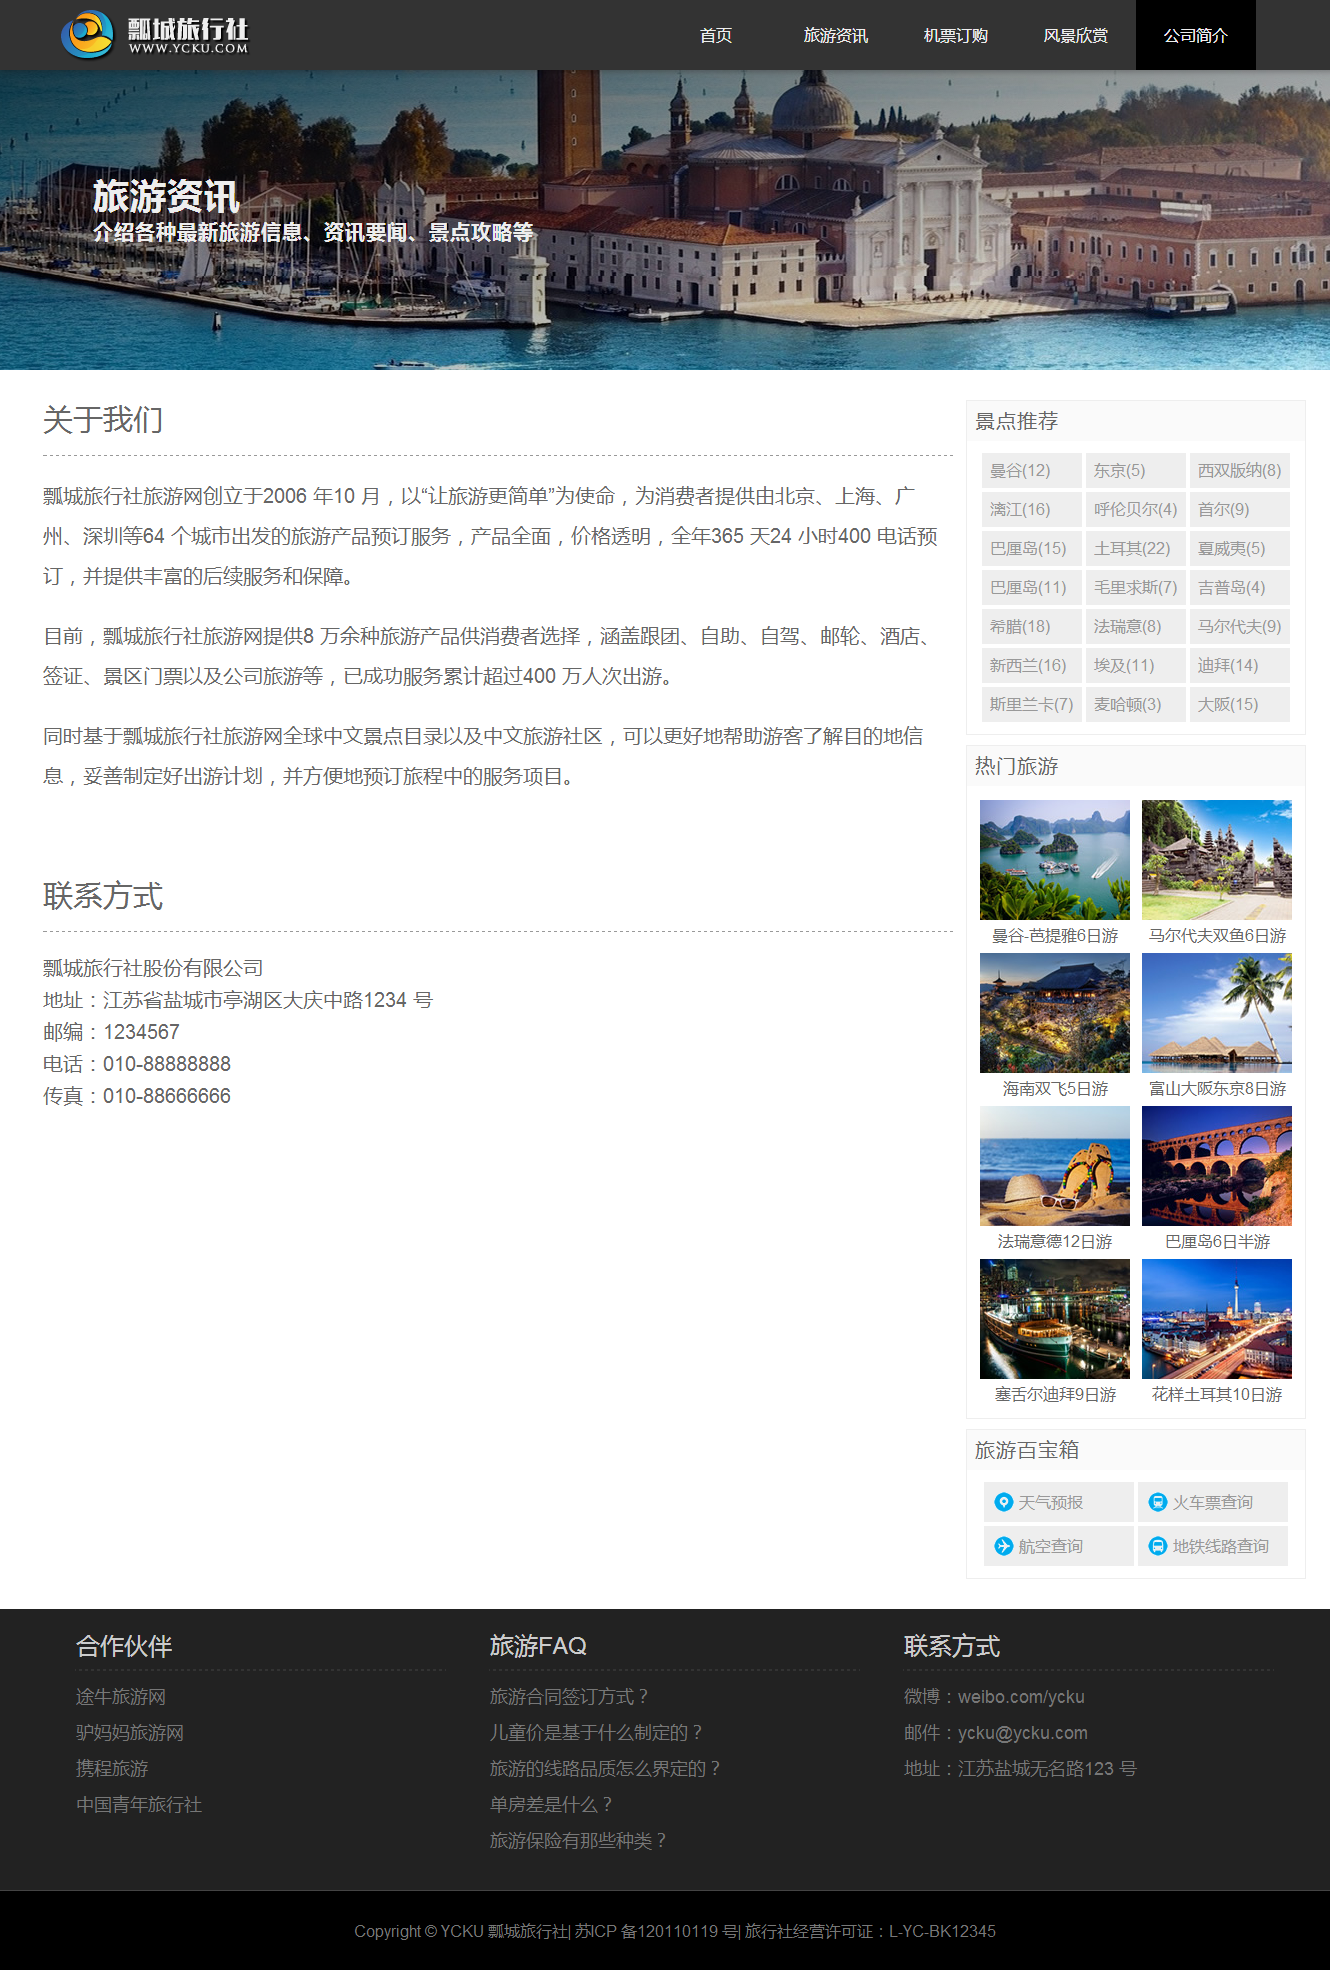 瓢城旅行社
WWW.YCKU.COM
首页
旅游资讯
机票订购
风景欣赏
公司简介
旅游资讯
介绍各种最新旅游信息、资讯要闻、景点攻略等
关于我们
瓢城旅行社旅游网创立于2006 年10 月，以“让旅游更简单”为使命，为消费者提供由北京、上海、广
州、深圳等64 个城市出发的旅游产品预订服务，产品全面，价格透明，全年365 天24 小时400 电话预
订，并提供丰富的后续服务和保障。
目前，瓢城旅行社旅游网提供8 万余种旅游产品供消费者选择，涵盖跟团、自助、自驾、邮轮、酒店、
签证、景区门票以及公司旅游等，已成功服务累计超过400 万人次出游。
同时基于瓢城旅行社旅游网全球中文景点目录以及中文旅游社区，可以更好地帮助游客了解目的地信
息，妥善制定好出游计划，并方便地预订旅程中的服务项目。
联系方式
瓢城旅行社股份有限公司
地址：江苏省盐城市亭湖区大庆中路1234 号
邮编：1234567
电话：010-88888888
传真：010-88666666
景点推荐
曼谷(12) 东京(5) 西双版纳(8)
漓江(16) 呼伦贝尔(4) 首尔(9)
巴厘岛(15) 土耳其(22) 夏威夷(5)
巴厘岛(11) 毛里求斯(7) 吉普岛(4)
希腊(18) 法瑞意(8) 马尔代夫(9)
新西兰(16) 埃及(11) 迪拜(14)
斯里兰卡(7) 麦哈顿(3) 大阪(15)
热门旅游
曼谷-芭提雅6日游 马尔代夫双鱼6日游
海南双飞5日游 富山大阪东京8日游
法瑞意德12日游 巴厘岛6日半游
塞舌尔迪拜9日游 花样土耳其10日游
旅游百宝箱
天气预报 火车票查询
航空查询 地铁线路查询
合作伙伴
途牛旅游网
驴妈妈旅游网
携程旅游
中国青年旅行社
旅游FAQ
旅游合同签订方式？
儿童价是基于什么制定的？
旅游的线路品质怎么界定的？
单房差是什么？
旅游保险有那些种类？
联系方式
微博：weibo.com/ycku
邮件：ycku@ycku.com
地址：江苏盐城无名路123 号
Copyright © YCKU 瓢城旅行社| 苏ICP 备120110119 号| 旅行社经营许可证：L-YC-BK12345